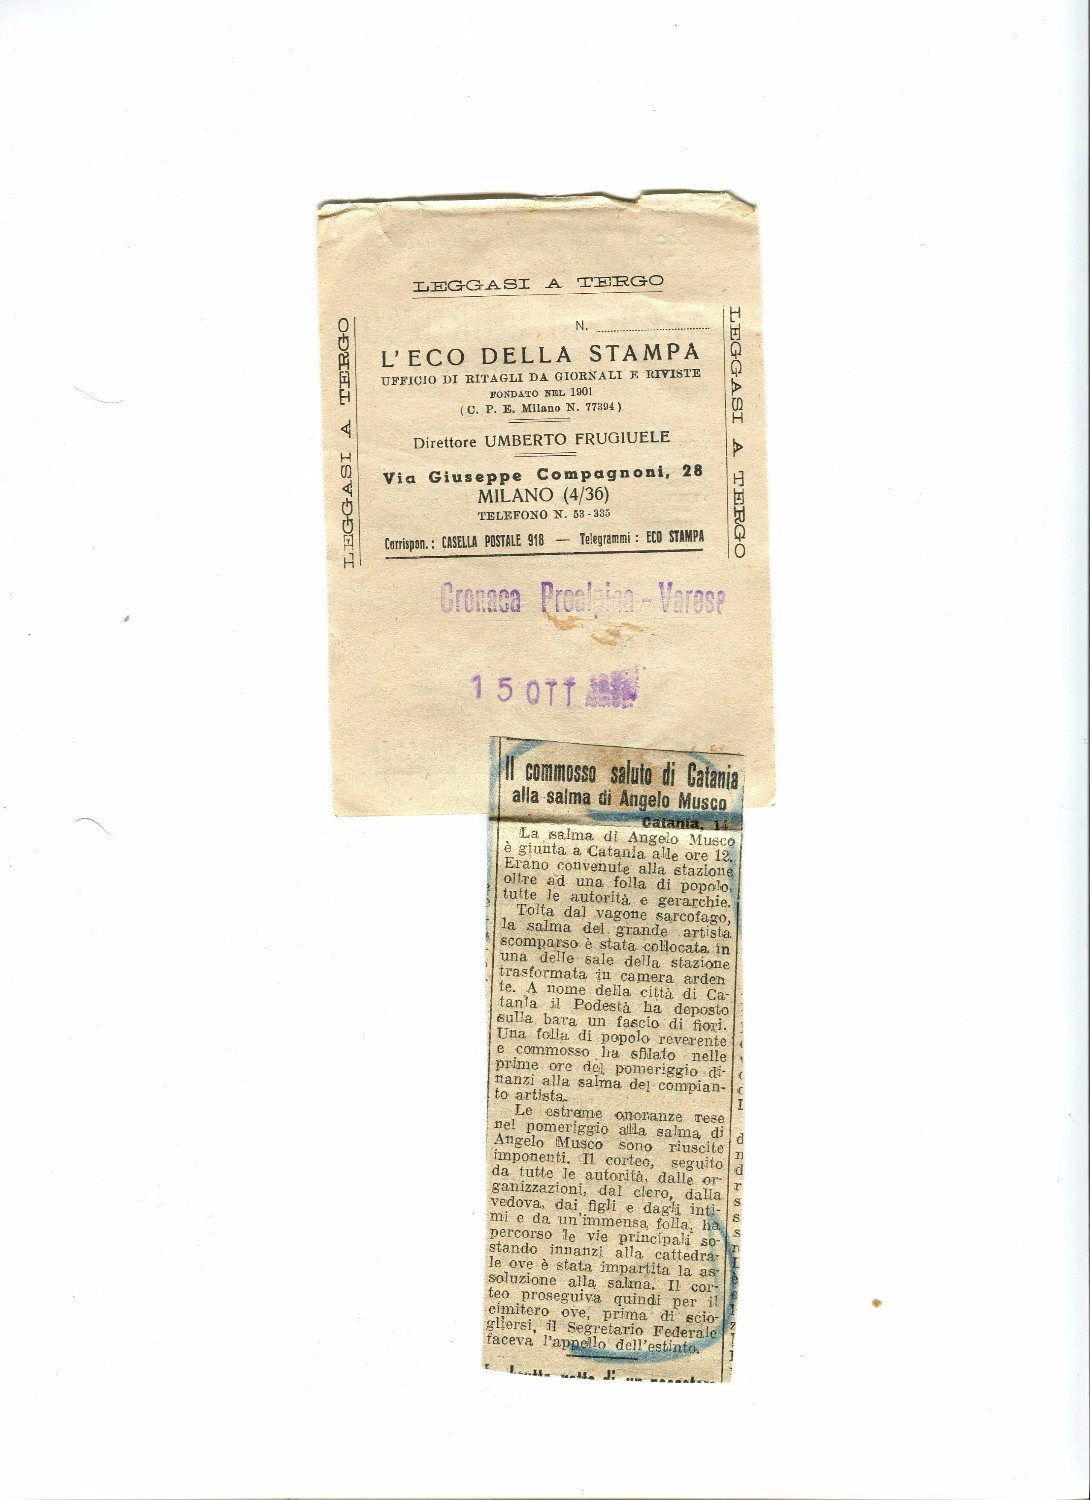 LEGGASI A TERGO
LEGGASI A TERGO
LEGGASI A TERGO
N.
L'ECO DELLA STAMPA
UFFICIO DI RITAGLI DA GIORNALI E RIVISTE
FONDATO NEL 1901
(C. P. E. Milano N. 77394)
Direttore UMBERTO FRUGIUELE
Via Giuseppe Compagnoni, 28
MILANO (4/36)
TELEFONO N. 53-335
Corrispon.: CASELLA POSTALE 918 — Telegrammi: ECO STAMPA
Cronaca Prealpina - Varese
15 OTT
Il commosso saluto di Catania
alla salma di Angelo Musco
Catania, 14
La salma di Angelo Musco
è giunta a Catania alle ore 12.
Erano convenute alla stazione
oltre ad una folla di popolo,
tutte le autorità e gerarchie.
Tolta dal vagone sarcofago,
la salma del grande artista
scomparso è stata collocata in
una delle sale della stazione
trasformata in camera arden
te. A nome della città di Ca-
tania il Podestà ha deposto
sulla bara un fascio di fiori.
Una folla di popolo reverente
e commosso ha sfilato nelle
prime ore del pomeriggio di-
nanzi alla salma del compian-
to artista.
Le estreme onoranze rese
nel pomeriggio alla salma di
Angelo Musco sono riuscite
imponenti. Il corteo, seguito
da tutte le autorità, dalle or-
ganizzazioni, dal clero, dalla
vedova, dai figli e dagli inti-
mi e da un'immensa folla, ha
percorso le vie principali so-
stando innanzi alla cattedra-
le ove è stata impartita la as-
soluzione alla salma. Il cor-
teo proseguiva quindi per il
cimitero ove, prima di scio-
gliersi, il Segretario Federale
faceva l'appello dell'estinto.